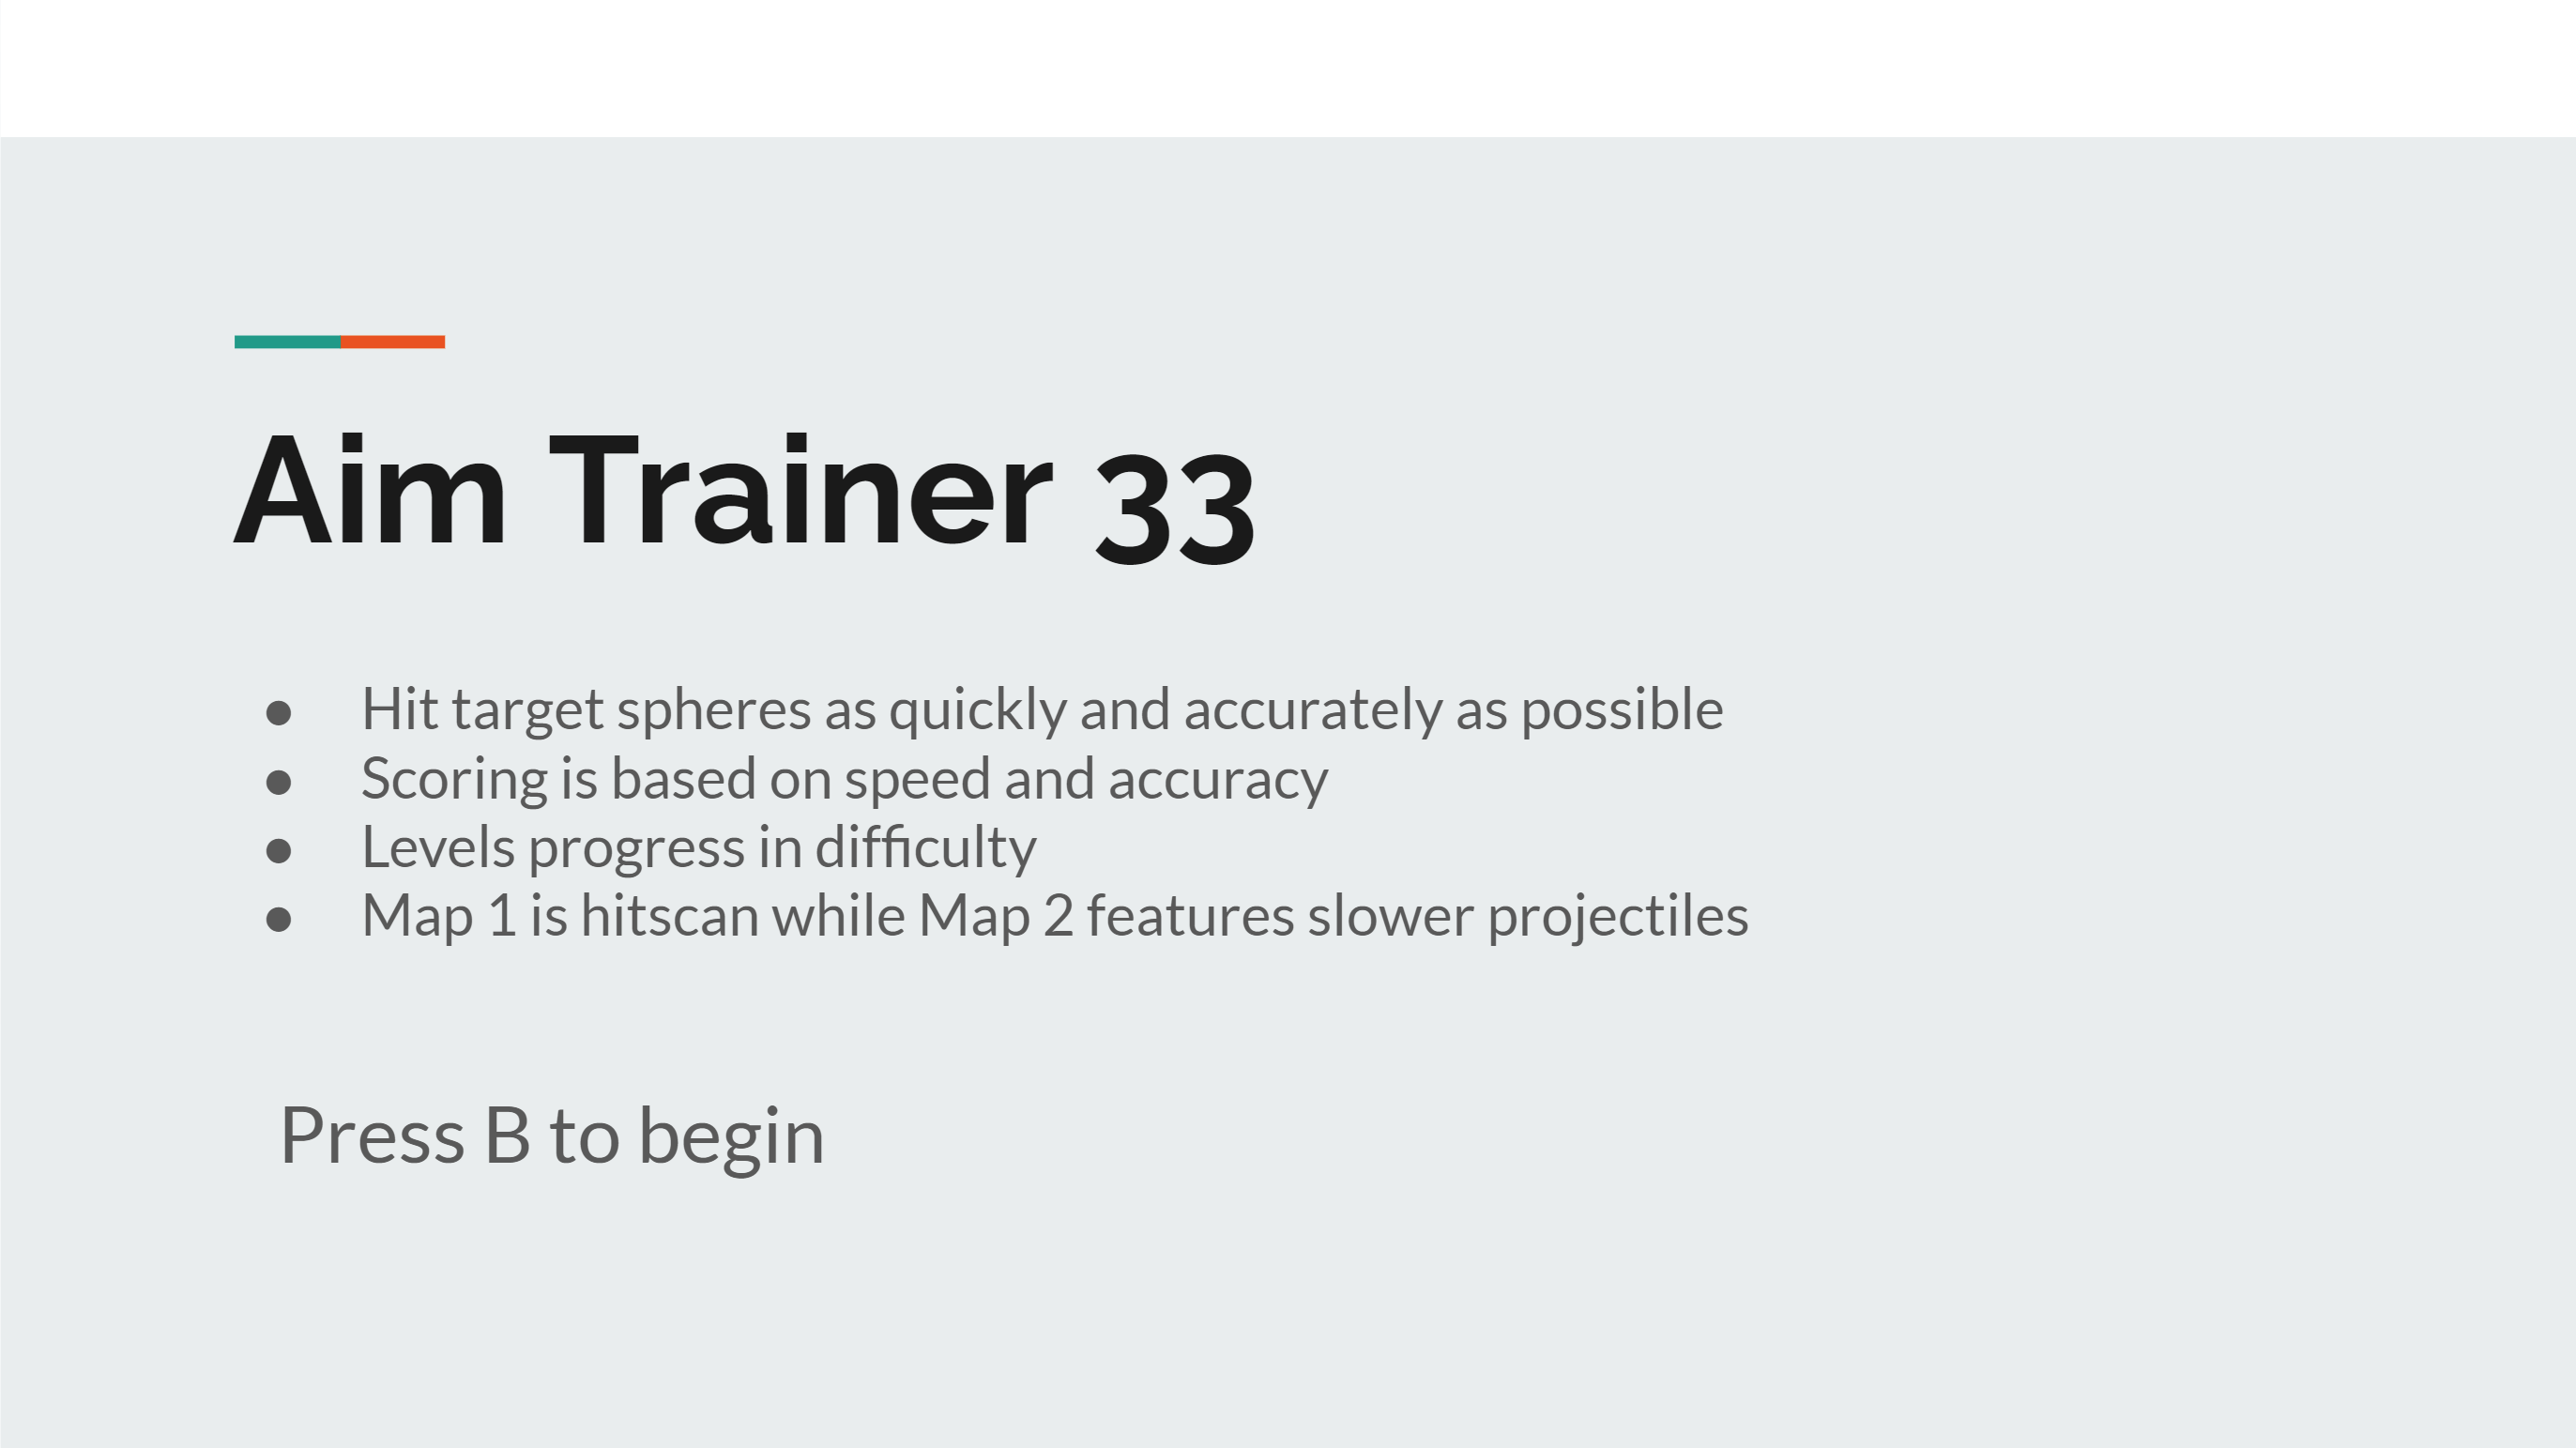 Aim Trainer 33
● Hit target spheres as quickly and accurately as possible
● Scoring is based on speed and accuracy
● Levels progress in difficulty
● Map 1 is hitscan while Map 2 features slower projectiles
Press B to begin